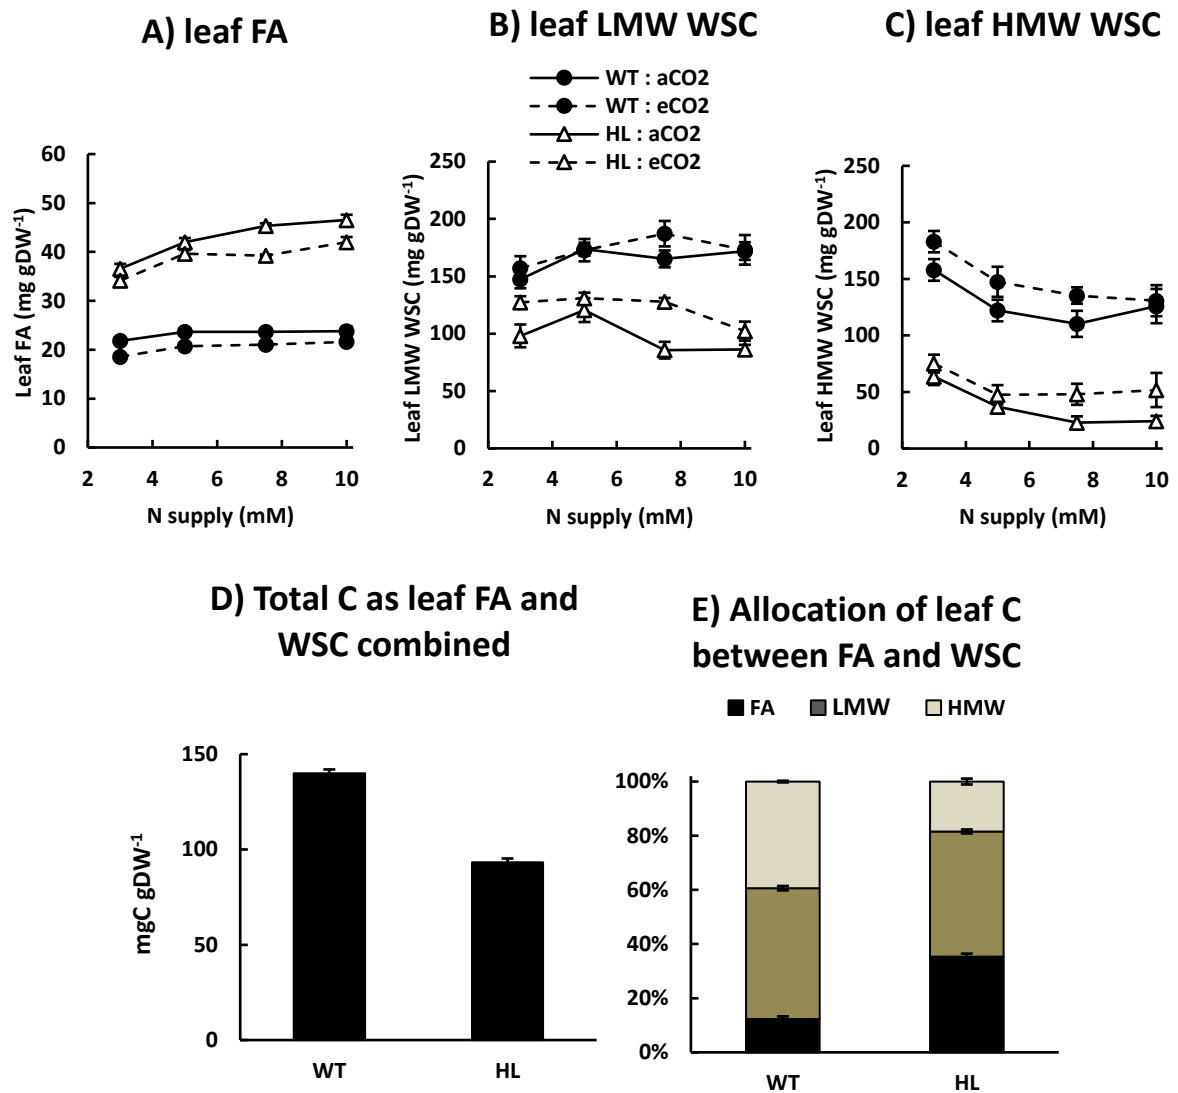 A) leaf FA
B) leaf LMW WSC
C) leaf HMW WSC
WT : aCO2
WT : eCO2
HL : aCO2
HL : eCO2
Leaf FA (mg gDW⁻¹)
60
50
40
30
20
10
0
2 4 6 8 10
N supply (mM)
Leaf LMW WSC (mg gDW⁻¹)
250
200
150
100
50
0
2 4 6 8 10
N supply (mM)
Leaf HMW WSC (mg gDW⁻¹)
250
200
150
100
50
0
2 4 6 8 10
N supply (mM)
D) Total C as leaf FA and
WSC combined
mgC gDW⁻¹
150
100
50
0
WT HL
E) Allocation of leaf C
between FA and WSC
FA LMW HMW
100%
80%
60%
40%
20%
0%
WT HL